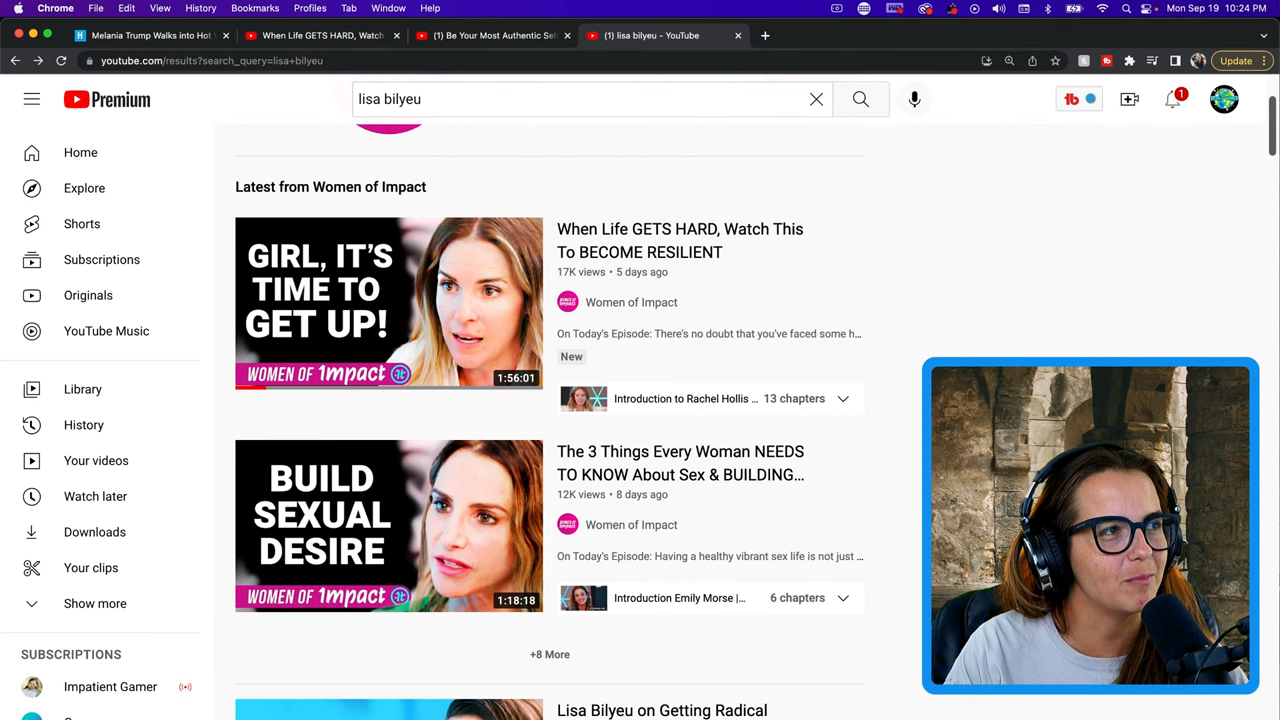 Chrome File Edit View History Bookmarks Profiles Tab Window Help
Mon Sep 19 10:24 PM
Melania Trump Walks into Hot
When Life GETS HARD, Watch
(1) Be Your Most Authentic Sel
(1) lisa bilyeu - YouTube
youtube.com/results?search_query=lisa+bilyeu
Update
Premium
lisa bilyeu
1
Home
Explore
Shorts
Subscriptions
Originals
YouTube Music
Library
History
Your videos
Watch later
Downloads
Your clips
Show more
SUBSCRIPTIONS
Impatient Gamer
Latest from Women of Impact
GIRL, IT'S
TIME TO
GET UP!
WOMEN OF 1mpact
1:56:01
When Life GETS HARD, Watch This
To BECOME RESILIENT
17K views • 5 days ago
Women of Impact
On Today's Episode: There's no doubt that you've faced some h...
New
Introduction to Rachel Hollis ... 13 chapters
BUILD
SEXUAL
DESIRE
WOMEN OF 1mpact
1:18:18
The 3 Things Every Woman NEEDS
TO KNOW About Sex & BUILDING...
12K views • 8 days ago
Women of Impact
On Today's Episode: Having a healthy vibrant sex life is not just ...
Introduction Emily Morse |... 6 chapters
+8 More
Lisa Bilyeu on Getting Radical